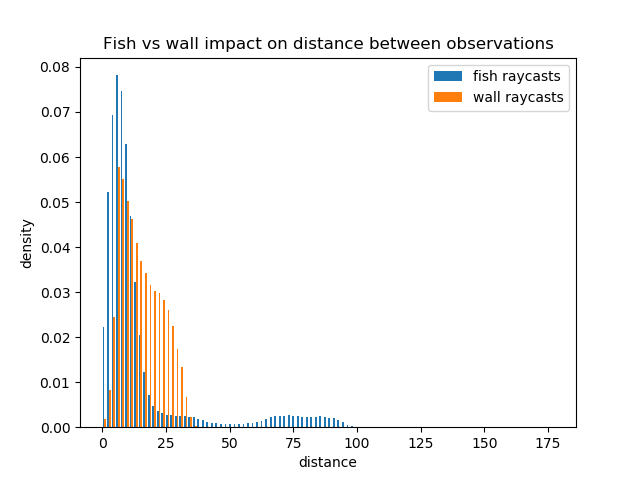 Fish vs wall impact on distance between observations
fish raycasts
wall raycasts
0.08
0.07
0.06
0.05
0.04
0.03
0.02
0.01
0.00
density
0 25 50 75 100 125 150 175
distance